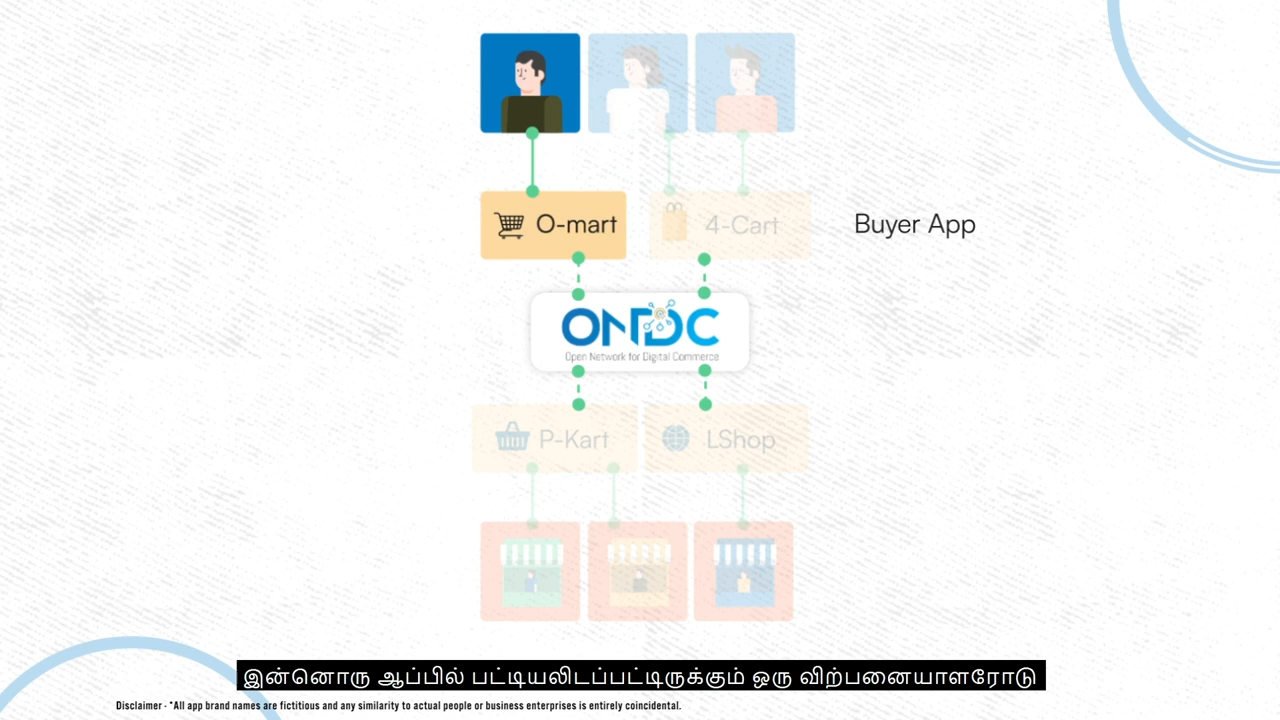 O-mart
4-Cart
Buyer App
ONDC
Open Network for Digital Commerce
P-Kart
LShop
இன்னொரு ஆப்பில் பட்டியலிடப்பட்டிருக்கும் ஒரு விற்பனையாளரோடு
Disclaimer - *All app brand names are fictitious and any similarity to actual people or business enterprises is entirely coincidental.